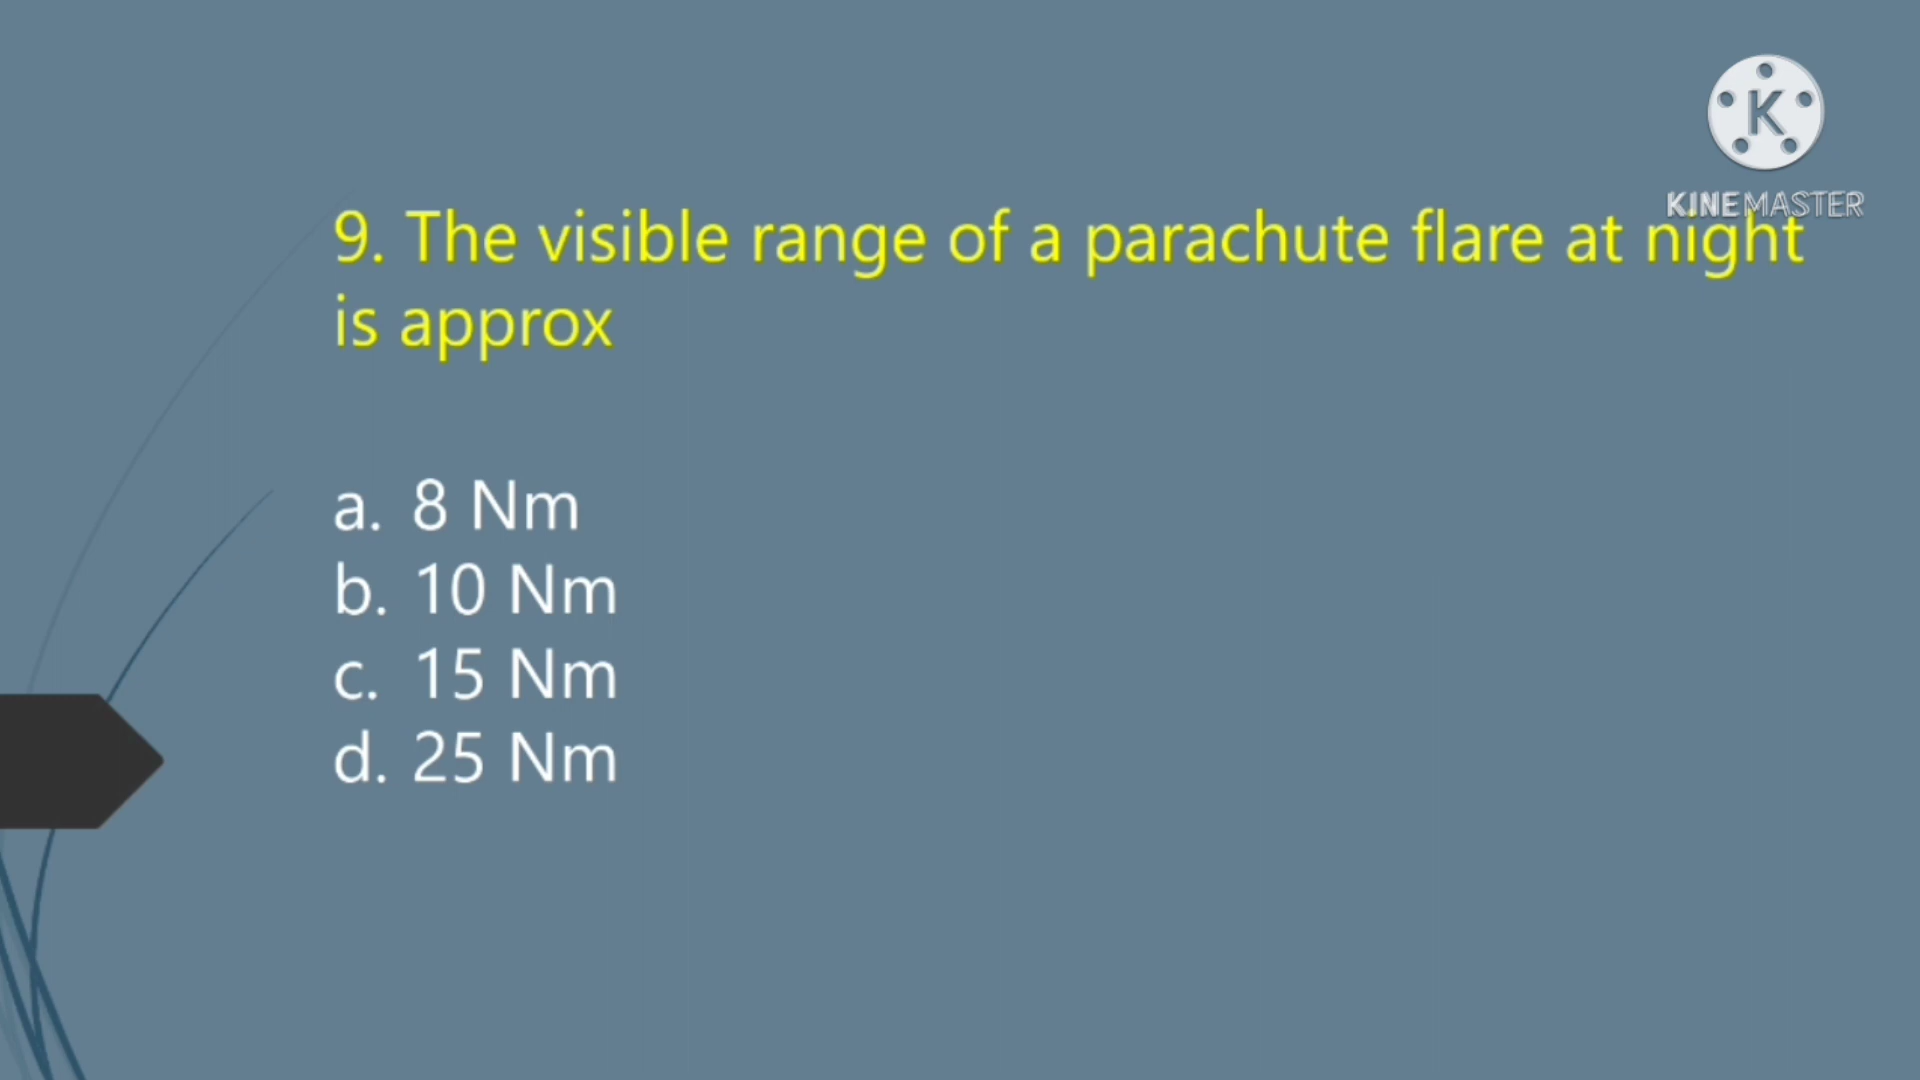 K
KINEMASTER
9. The visible range of a parachute flare at night
is approx
a. 8 Nm
b. 10 Nm
c. 15 Nm
d. 25 Nm